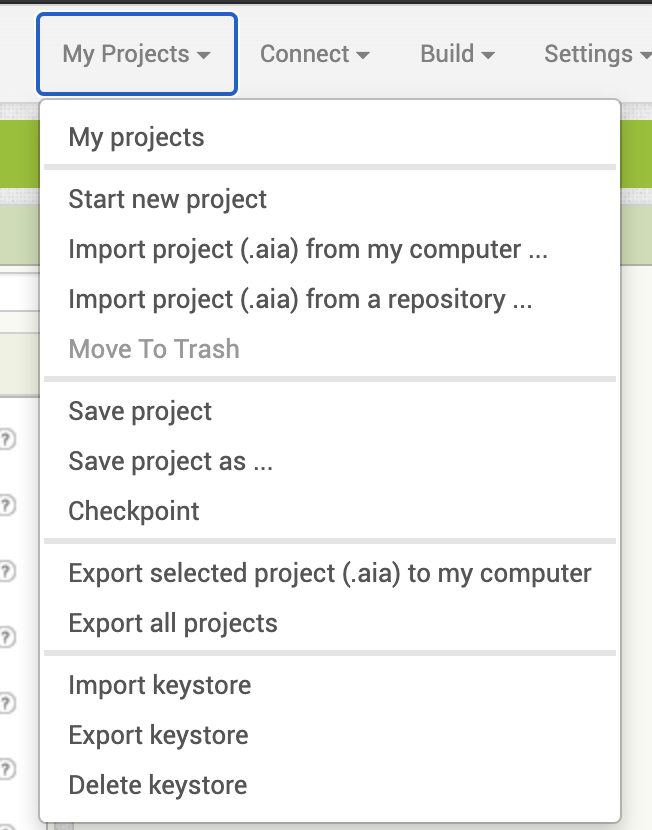 My Projects Connect Build Settings
My projects
Start new project
Import project (.aia) from my computer ...
Import project (.aia) from a repository ...
Move To Trash
Save project
Save project as ...
Checkpoint
Export selected project (.aia) to my computer
Export all projects
Import keystore
Export keystore
Delete keystore
?
?
?
?
?
?